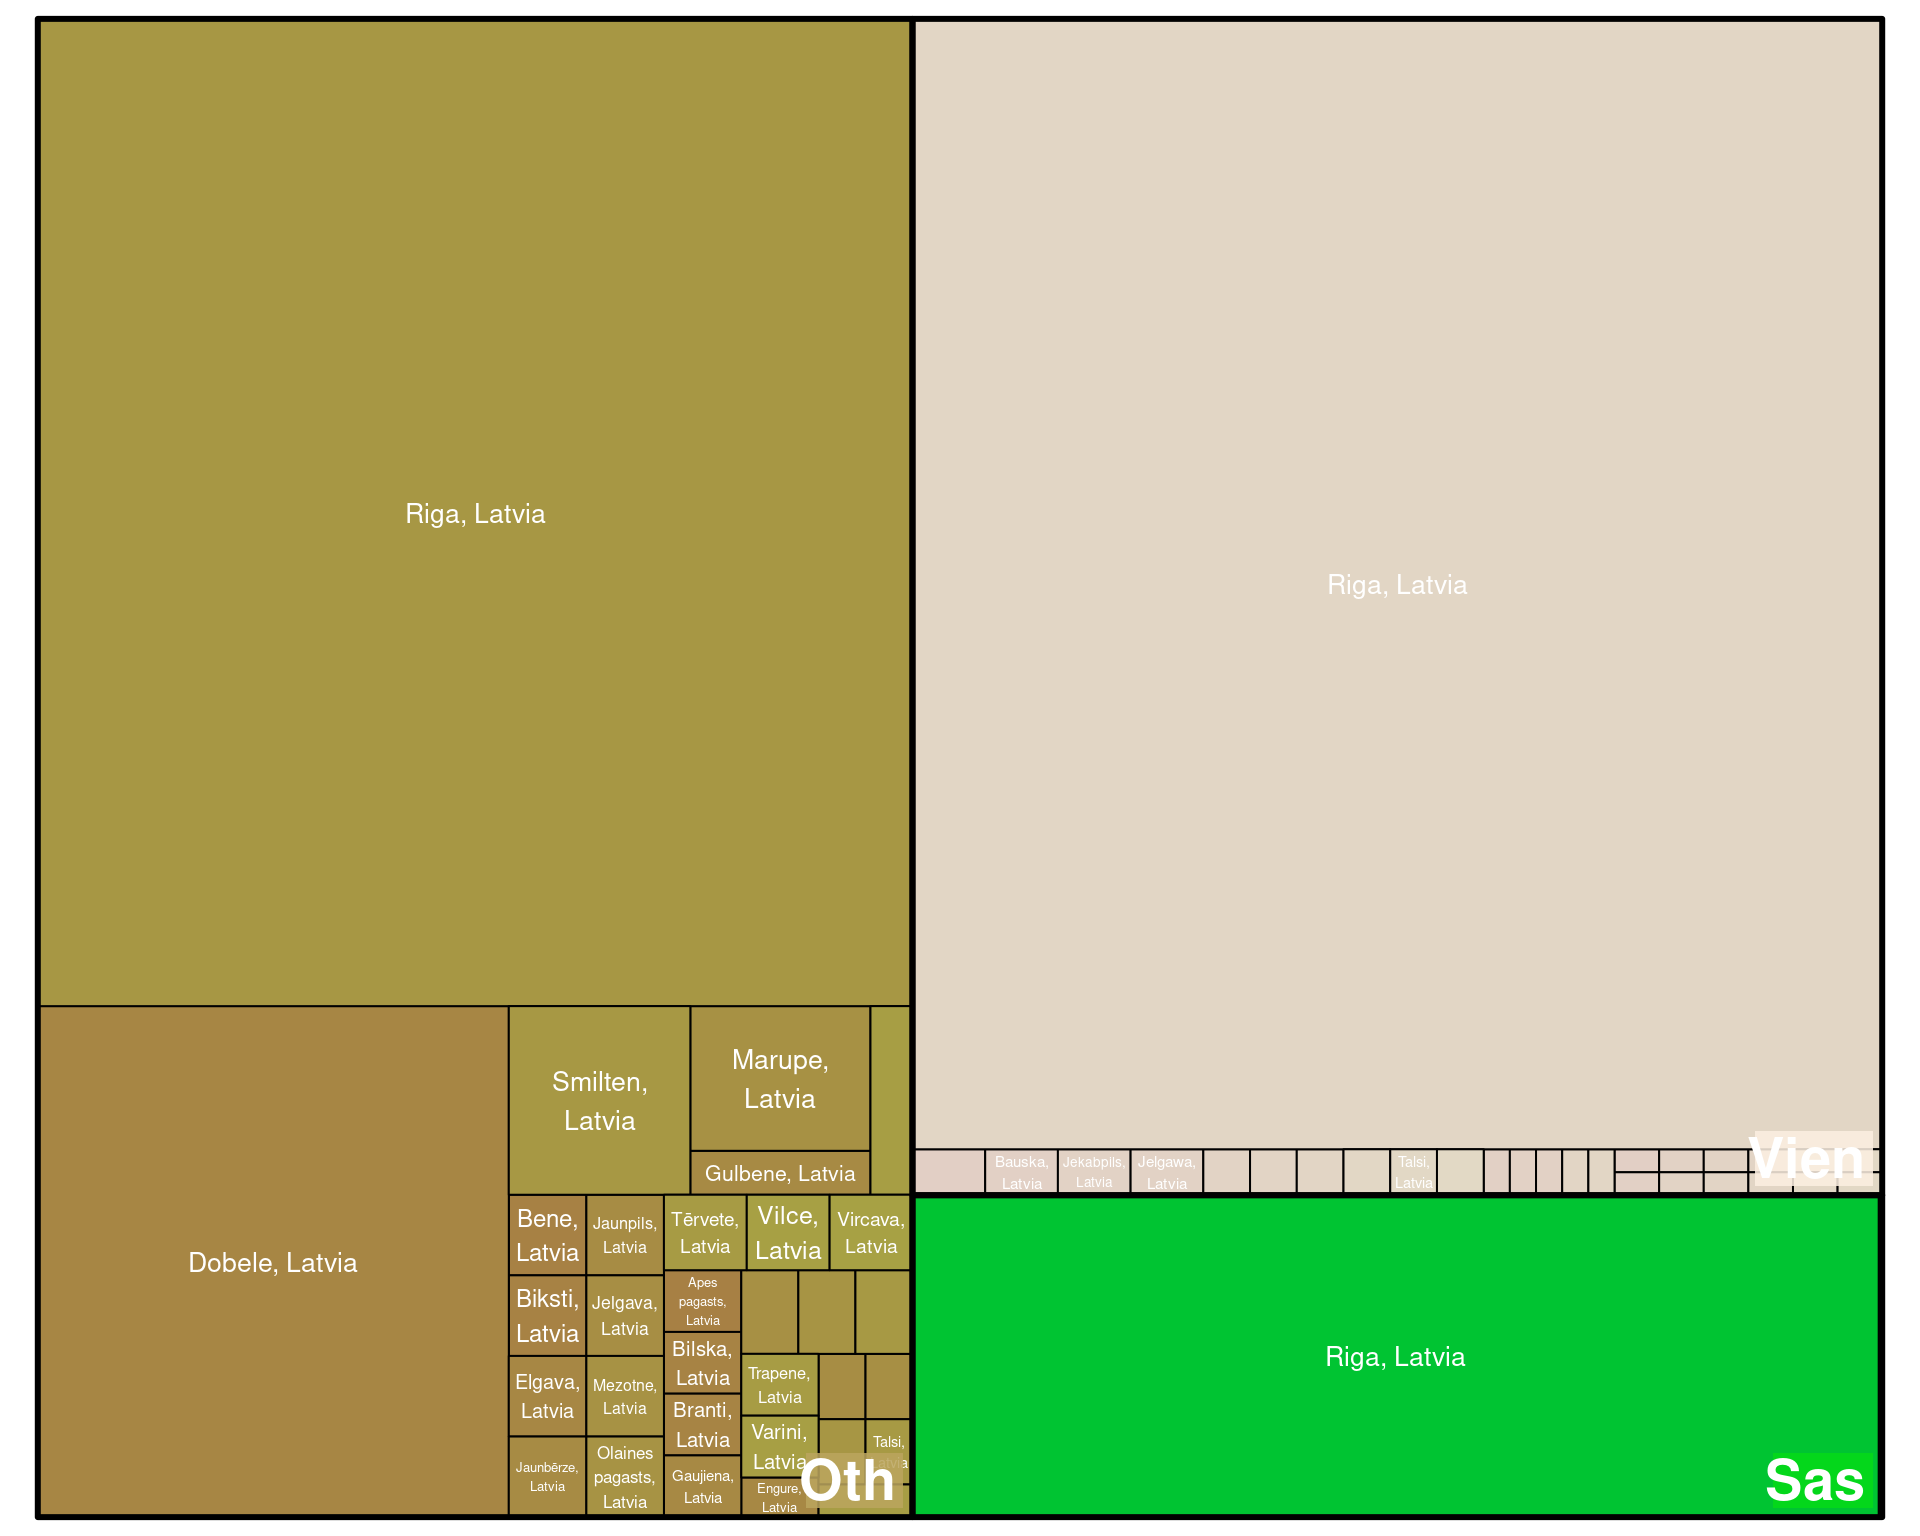 Riga, Latvia
Riga, Latvia
Smilten,
Latvia
Marupe,
Latvia
Gulbene, Latvia
Dobele, Latvia
Bene,
Latvia
Jaunpils,
Latvia
Tērvete,
Latvia
Vilce,
Latvia
Vircava,
Latvia
Biksti,
Latvia
Jelgava,
Latvia
Apes
pagasts,
Latvia
Bilska,
Latvia
Elgava,
Latvia
Mezotne,
Latvia
Branti,
Latvia
Trapene,
Latvia
Varini,
Latvia
Talsi,
Latvia
Jaunbērze,
Latvia
Olaines
pagasts,
Latvia
Gaujiena,
Latvia
Engure,
Latvia
Oth
Bauska,
Latvia
Jekabpils,
Latvia
Jelgawa,
Latvia
Talsi,
Latvia
Vien
Riga, Latvia
Sas